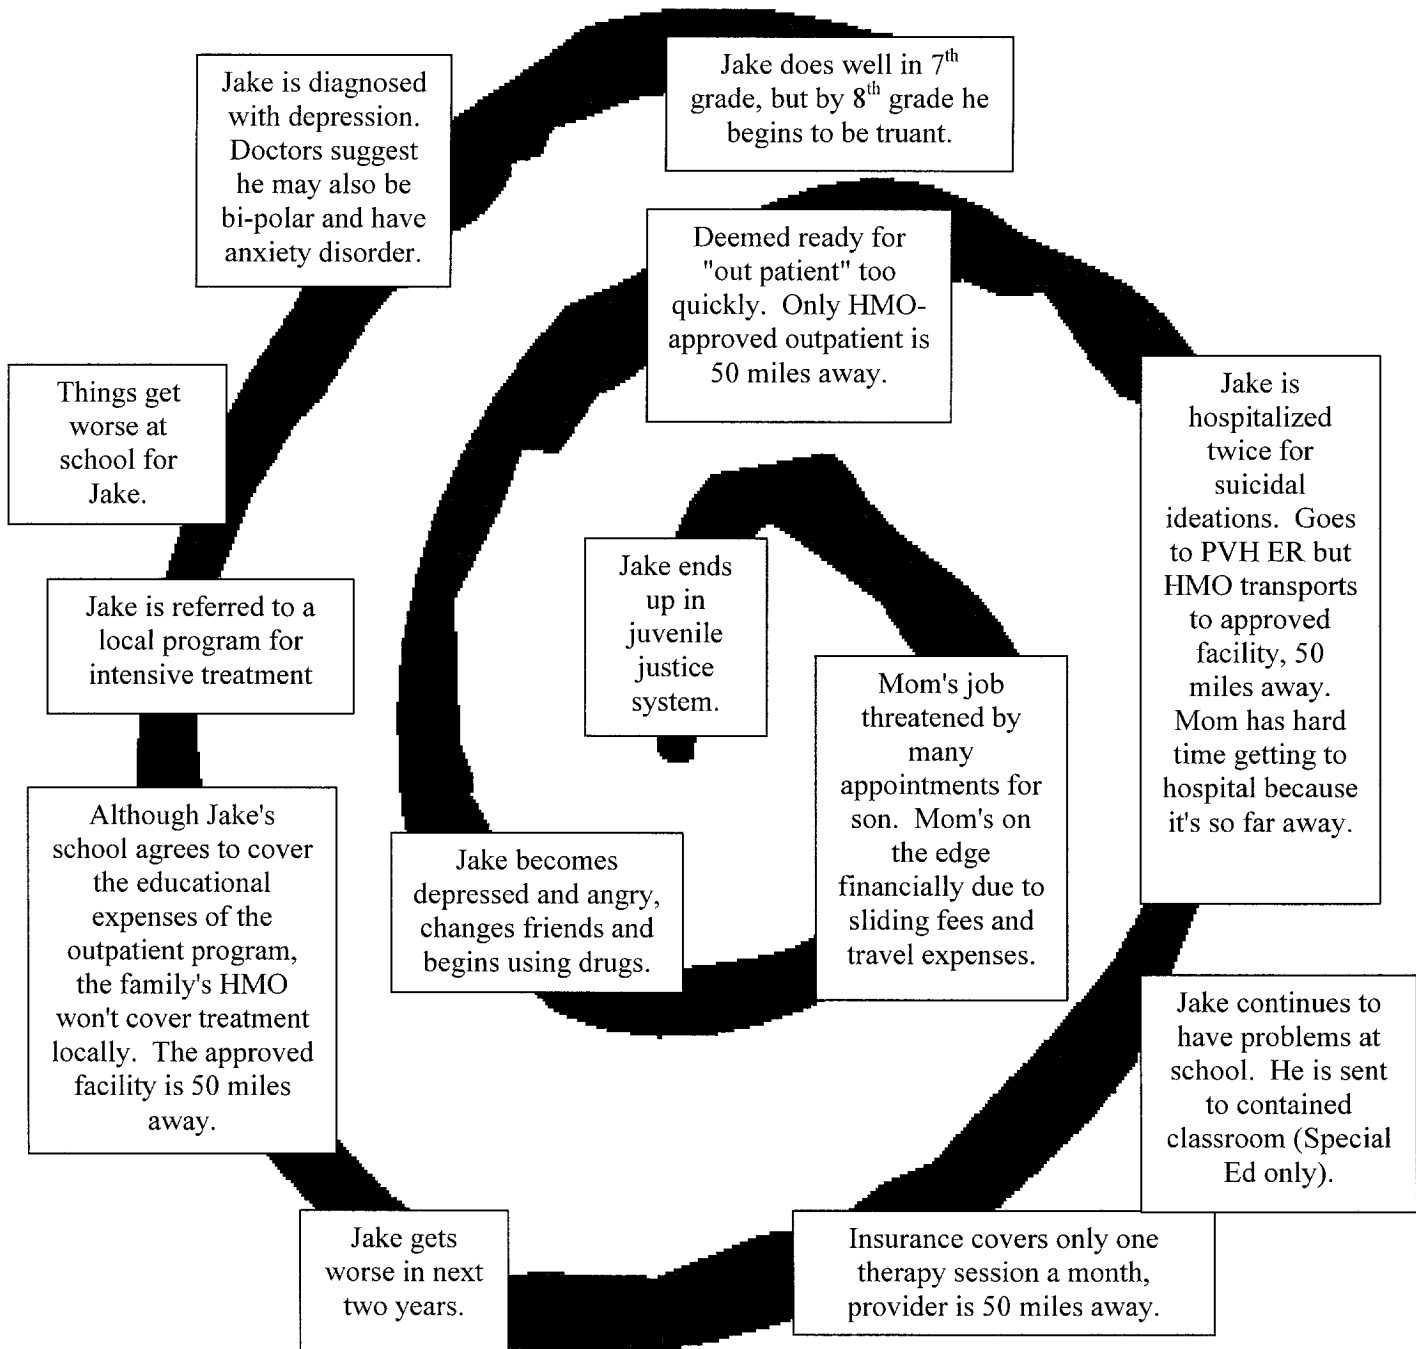 Jake does well in 7th
grade, but by 8th grade he
begins to be truant.
Jake is diagnosed
with depression.
Doctors suggest
he may also be
bi-polar and have
anxiety disorder.
Things get
worse at
school for
Jake.
Jake is referred to a
local program for
intensive treatment
Although Jake's
school agrees to cover
the educational
expenses of the
outpatient program,
the family's HMO
won't cover treatment
locally. The approved
facility is 50 miles
away.
Jake gets
worse in next
two years.
Insurance covers only one
therapy session a month,
provider is 50 miles away.
Jake continues to
have problems at
school. He is sent
to contained
classroom (Special
Ed only).
Jake is
hospitalized
twice for
suicidal
ideations. Goes
to PVH ER but
HMO transports
to approved
facility, 50
miles away.
Mom has hard
time getting to
hospital because
it's so far away.
Deemed ready for
"out patient" too
quickly. Only HMO-
approved outpatient is
50 miles away.
Jake becomes
depressed and angry,
changes friends and
begins using drugs.
Mom's job
threatened by
many
appointments for
son. Mom's on
the edge
financially due to
sliding fees and
travel expenses.
Jake ends
up in
juvenile
justice
system.